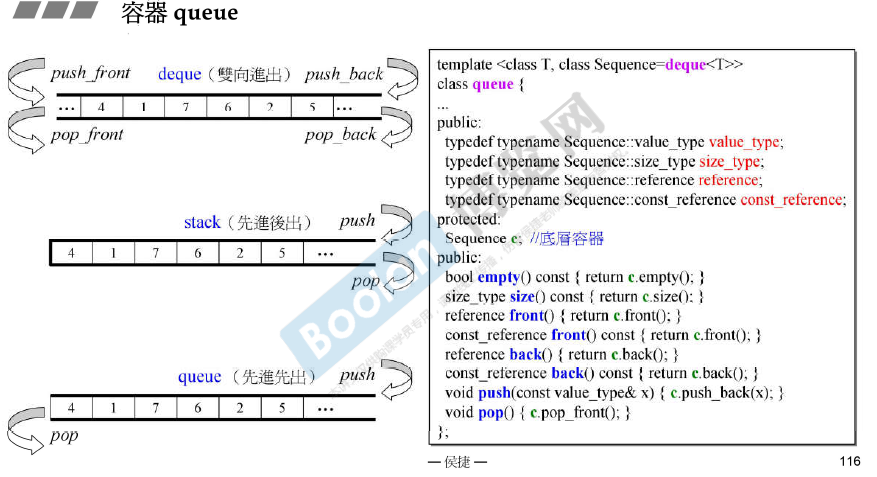 容器 queue
push_front deque（雙向進出） push_back
… 4 1 7 6 2 5 …
pop_front pop_back
stack（先進後出） push
4 1 7 6 2 5 …
pop
queue （先進先出） push
4 1 7 6 2 5 …
pop
template <class T, class Sequence=deque<T>>
class queue {
...
public:
typedef typename Sequence::value_type value_type;
typedef typename Sequence::size_type size_type;
typedef typename Sequence::reference reference;
typedef typename Sequence::const_reference const_reference;
protected:
Sequence c; //底層容器
public:
bool empty() const { return c.empty(); }
size_type size() const { return c.size(); }
reference front() { return c.front(); }
const_reference front() const { return c.front(); }
reference back() { return c.back(); }
const_reference back() const { return c.back(); }
void push(const value_type& x) { c.push_back(x); }
void pop() { c.pop_front(); }
};
Boolan 博览网
— 侯捷 —
116